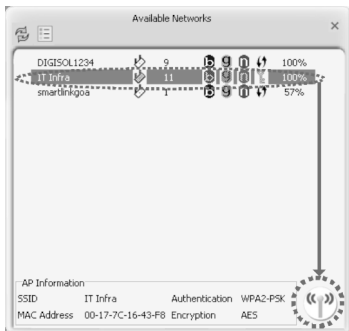 Available Networks
DIGISOL1234 9 b g n 100%
IT Infra 11 b g n 100%
smartlinkgoa 1 b g n 57%
AP Information
SSID IT Infra Authentication WPA2-PSK
MAC Address 00-17-7C-16-43-F8 Encryption AES